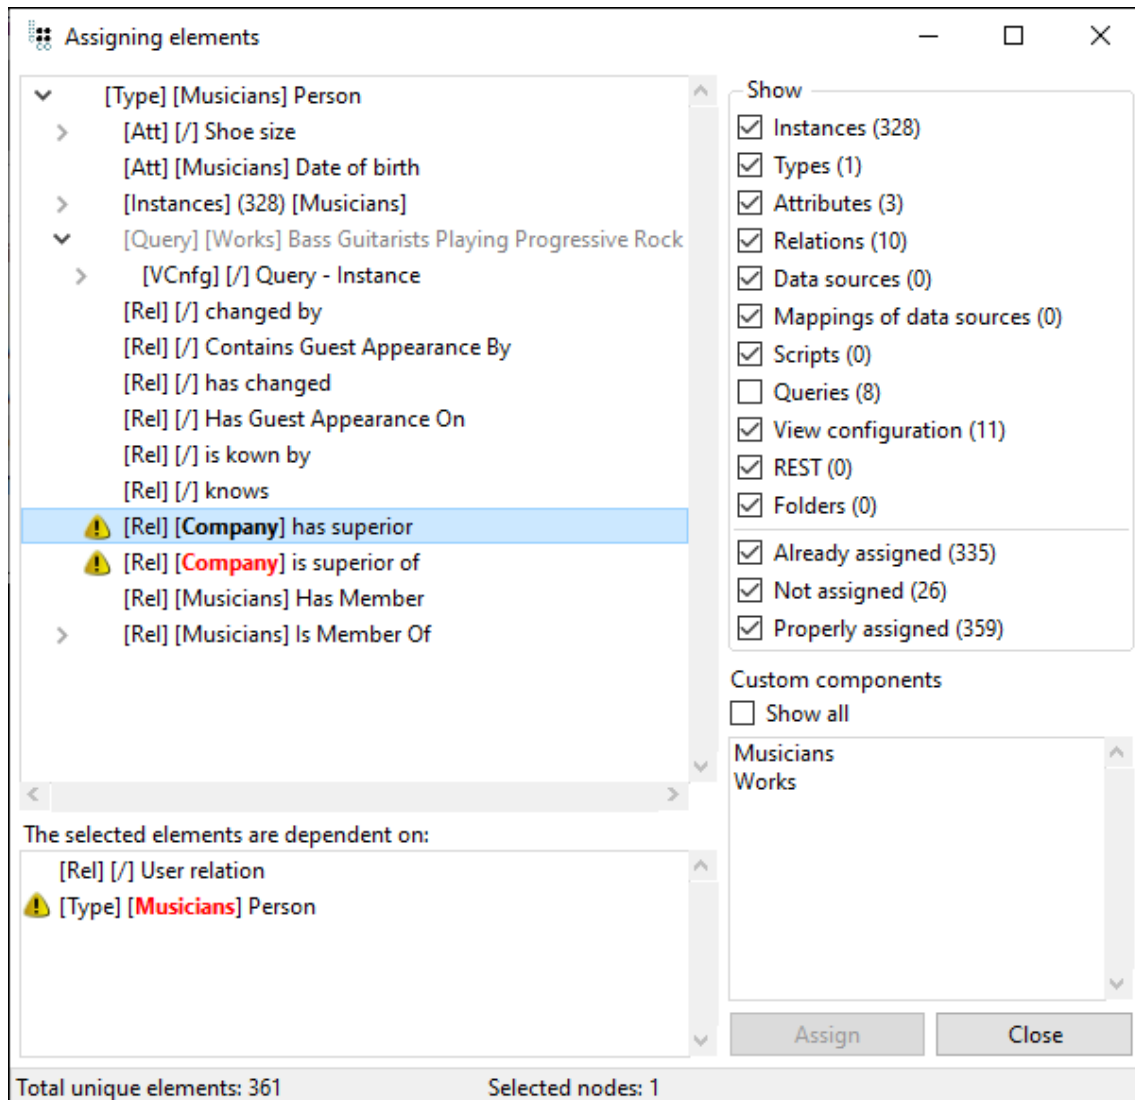 Assigning elements
[Type] [Musicians] Person
[Att] [/] Shoe size
[Att] [Musicians] Date of birth
[Instances] (328) [Musicians]
[Query] [Works] Bass Guitarists Playing Progressive Rock
[VCnfg] [/] Query - Instance
[Rel] [/] changed by
[Rel] [/] Contains Guest Appearance By
[Rel] [/] has changed
[Rel] [/] Has Guest Appearance On
[Rel] [/] is kown by
[Rel] [/] knows
[Rel] [Company] has superior
[Rel] [Company] is superior of
[Rel] [Musicians] Has Member
[Rel] [Musicians] Is Member Of
The selected elements are dependent on:
[Rel] [/] User relation
[Type] [Musicians] Person
Show
Instances (328)
Types (1)
Attributes (3)
Relations (10)
Data sources (0)
Mappings of data sources (0)
Scripts (0)
Queries (8)
View configuration (11)
REST (0)
Folders (0)
Already assigned (335)
Not assigned (26)
Properly assigned (359)
Custom components
Show all
Musicians
Works
Assign
Close
Total unique elements: 361
Selected nodes: 1